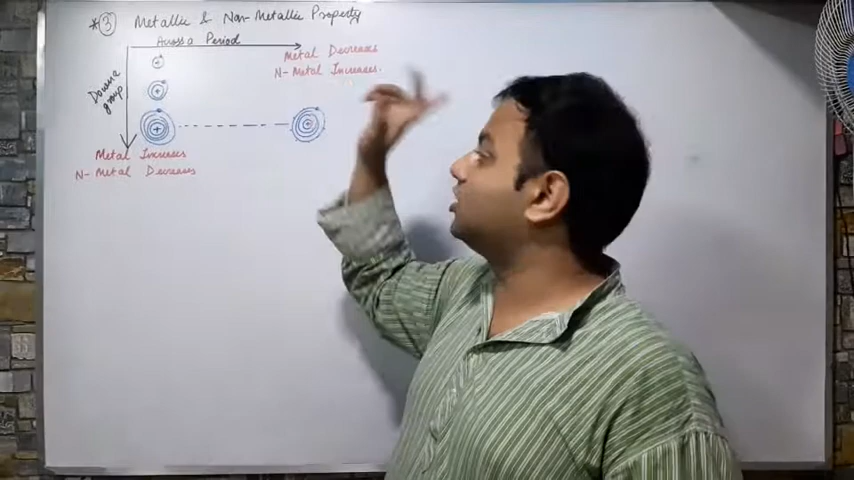 * 3 Metallic & Non-Metallic Property
Across a Period
Metal Decreases
N-Metal Increases.
Down a
group
Metal Increases
N-Metal Decreases